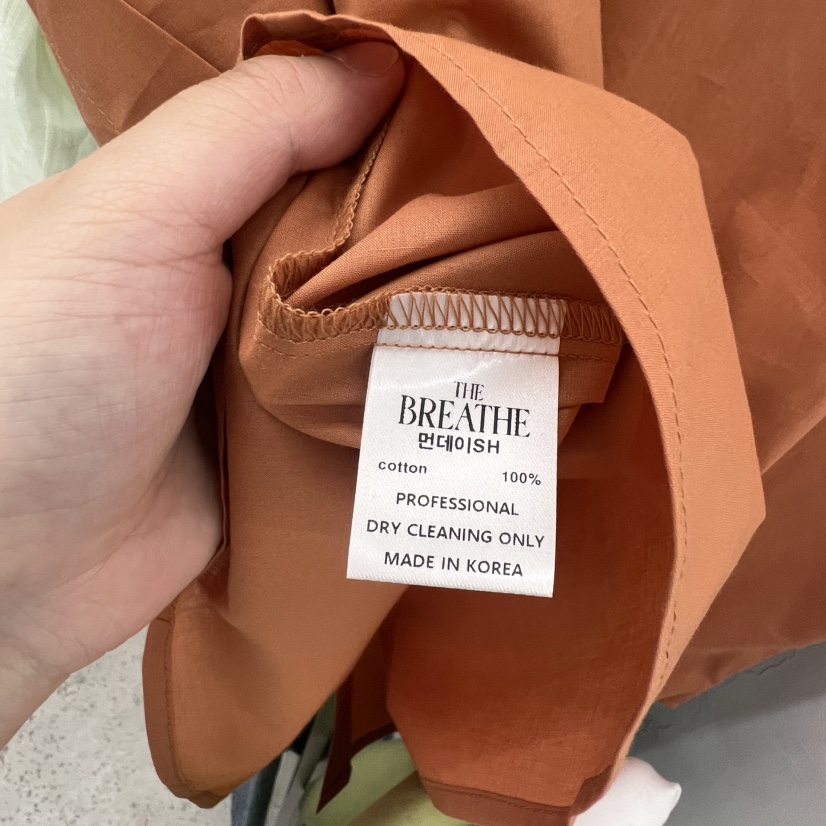 THE
BREATHE
먼데이SH
cotton 100%
PROFESSIONAL
DRY CLEANING ONLY
MADE IN KOREA